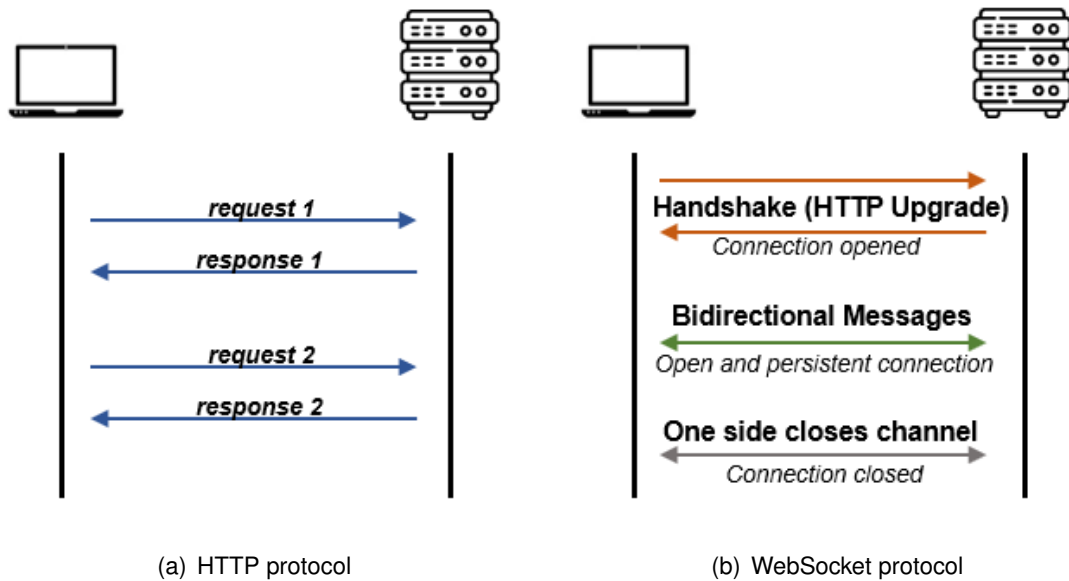 request 1
response 1
request 2
response 2
(a) HTTP protocol
Handshake (HTTP Upgrade)
Connection opened
Bidirectional Messages
Open and persistent connection
One side closes channel
Connection closed
(b) WebSocket protocol